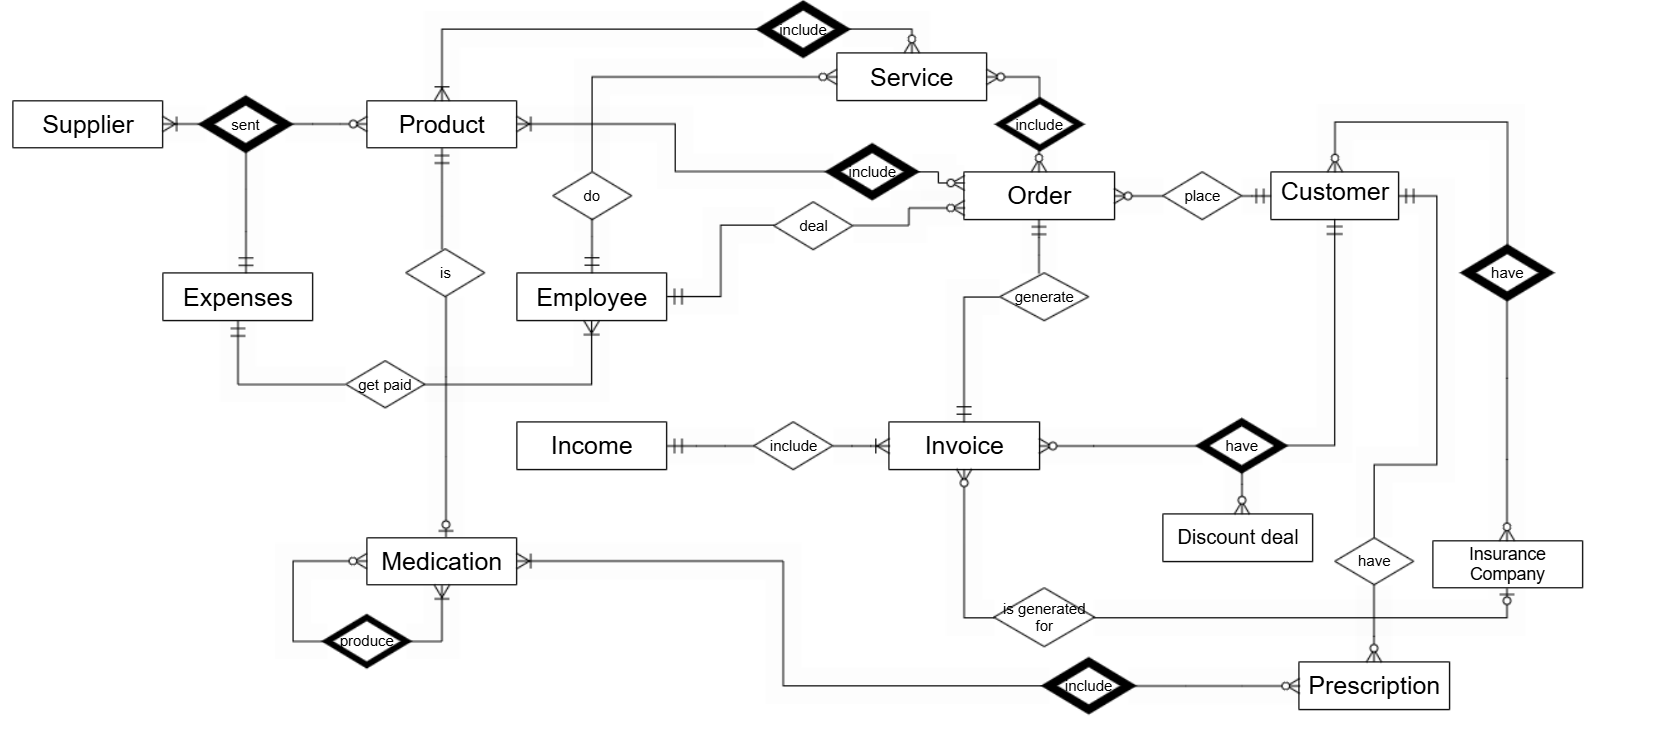 include
Service
Supplier
sent
Product
include
include
Order
place
Customer
do
deal
is
have
Expenses
Employee
generate
get paid
Income
include
Invoice
have
Discount deal
Medication
have
Insurance
Company
is generated
for
produce
include
Prescription